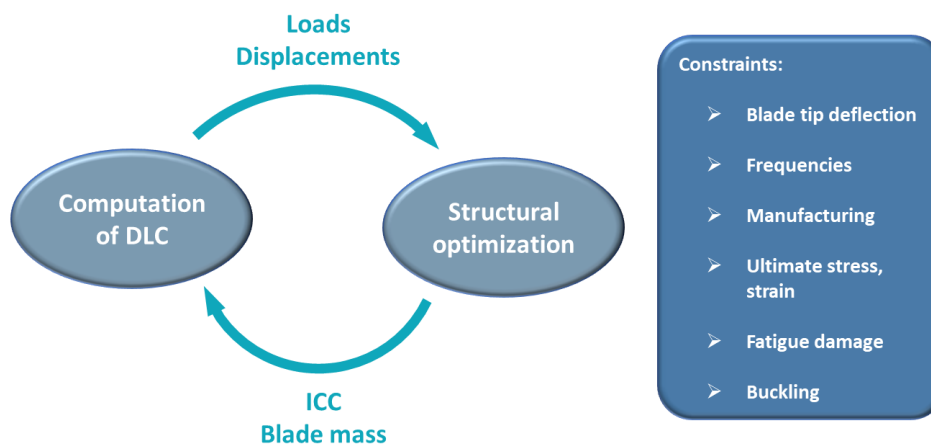 Loads
Displacements
Computation
of DLC
Structural
optimization
ICC
Blade mass
Constraints:
Blade tip deflection
Frequencies
Manufacturing
Ultimate stress,
strain
Fatigue damage
Buckling